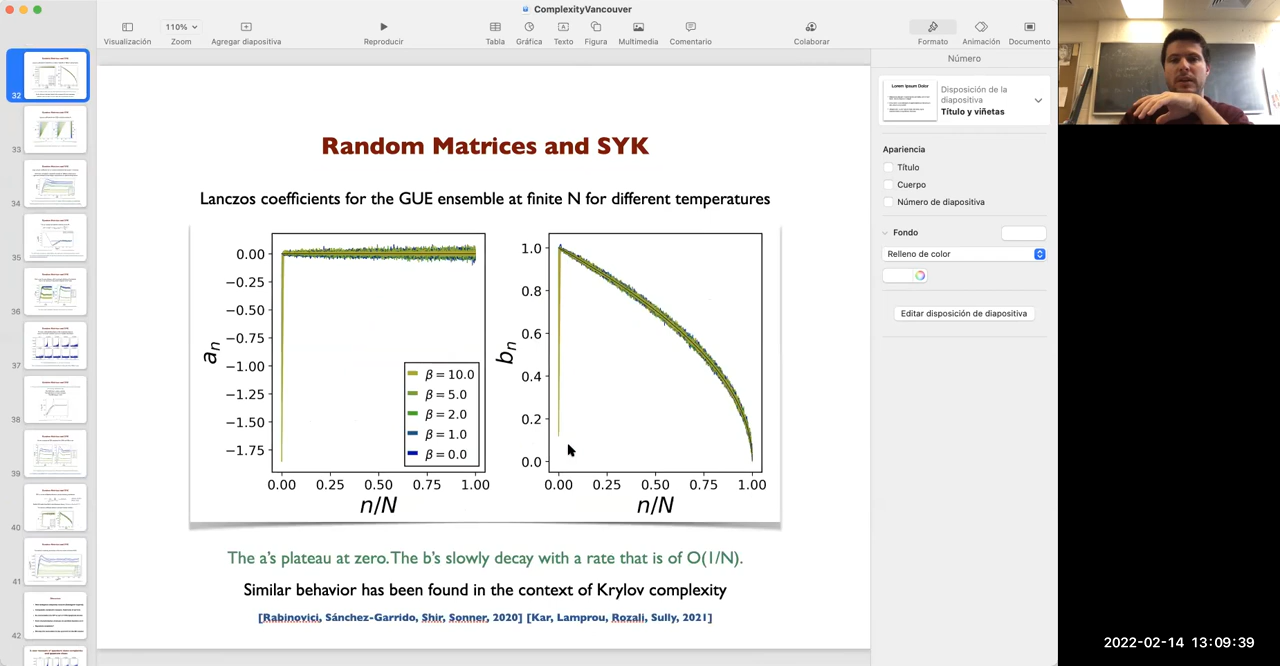 ComplexityVancouver
110%
Visualización
Zoom
Agregar diapositiva
Reproducir
Tabla
Gráfica
Texto
Figura
Multimedia
Comentario
Colaborar
Formato
Animación
Documento
32
33
34
35
36
37
38
39
40
41
42
Random Matrices and SYK
Lanczos coefficients for the GUE ensemble at finite N for different temperatures
0.00
−0.25
−0.50
−0.75
−1.00
−1.25
−1.50
−1.75
aₙ
β = 10.0
β = 5.0
β = 2.0
β = 1.0
β = 0.0
0.00 0.25 0.50 0.75 1.00
n/N
1.0
0.8
0.6
0.4
0.2
0.0
bₙ
0.00 0.25 0.50 0.75 1.00
n/N
The a's plateau at zero. The b's slowly decay with a rate that is of O(1/N).
Similar behavior has been found in the context of Krylov complexity
[Rabinovici, Sánchez-Garrido, Shir, Sonner, 2020] [Kar, Lamprou, Rozali, Sully, 2021]
Número
Lorem Ipsum Dolor
Disposición de la
diapositiva
Título y viñetas
Apariencia
Título
Cuerpo
Número de diapositiva
Fondo
Relleno de color
Editar disposición de diapositiva
2022-02-14 13:09:39